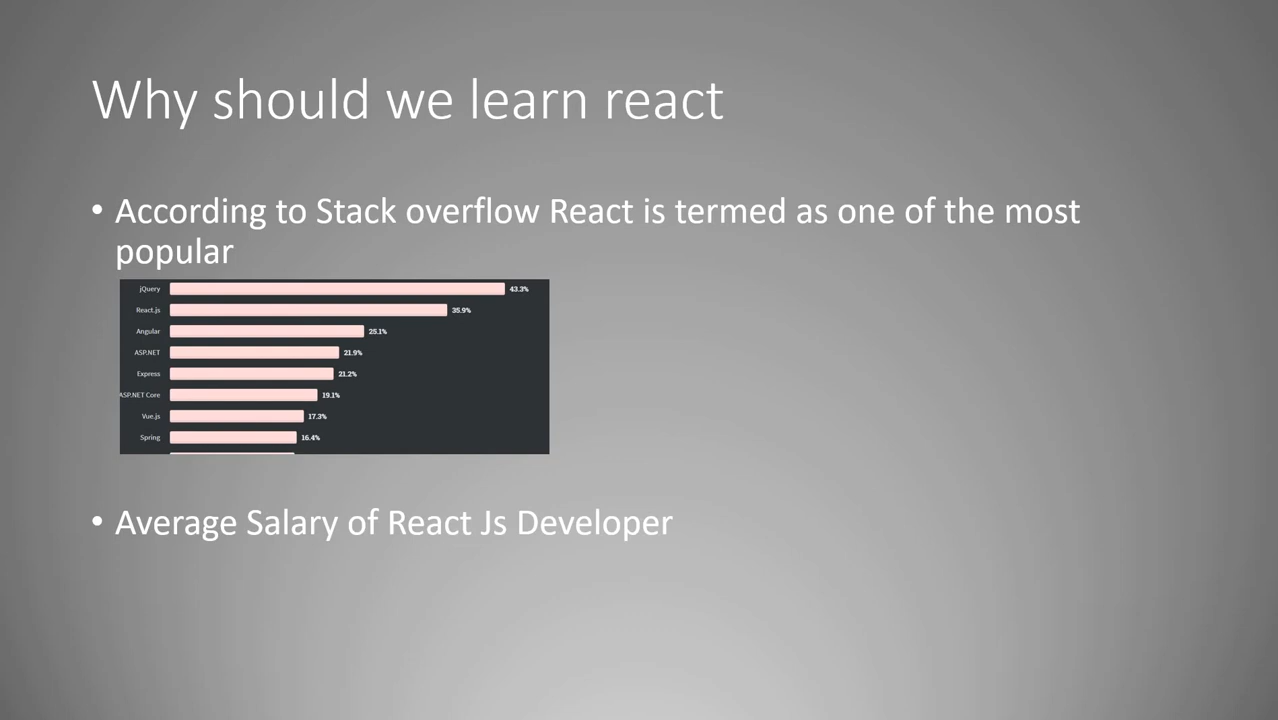 Why should we learn react
• According to Stack overflow React is termed as one of the most
popular
jQuery 43.3%
React.js 35.9%
Angular 25.1%
ASP.NET 21.9%
Express 21.2%
ASP.NET Core 19.1%
Vue.js 17.3%
Spring 16.4%
• Average Salary of React Js Developer